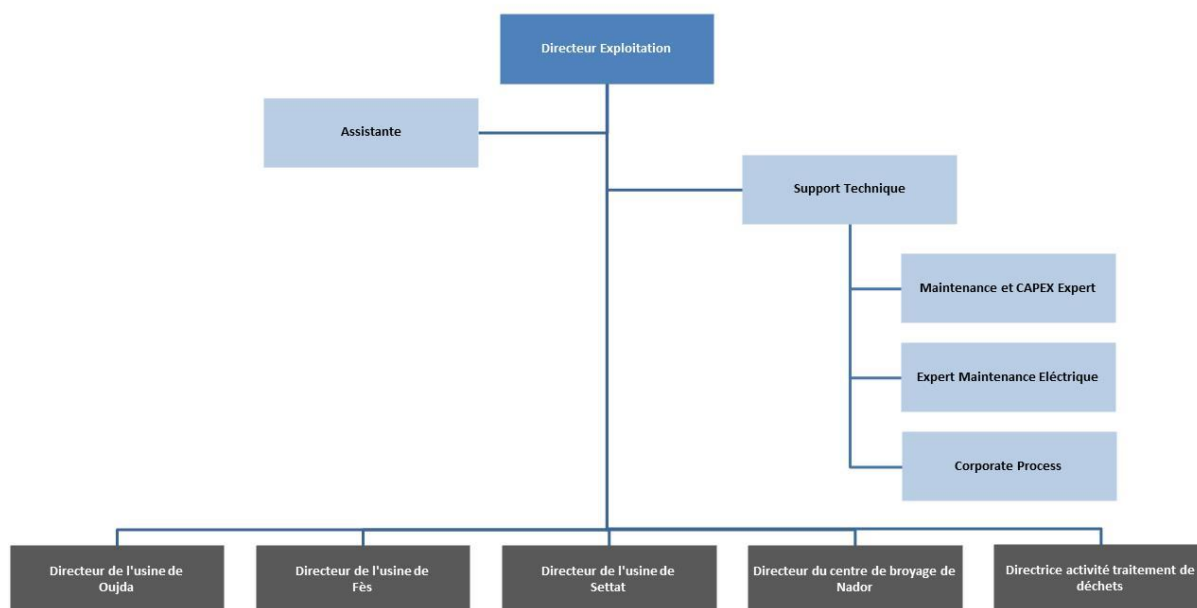 Directeur Exploitation
Assistante
Support Technique
Maintenance et CAPEX Expert
Expert Maintenance Eléctrique
Corporate Process
Directeur de l'usine de
Oujda
Directeur de l'usine de
Fès
Directeur de l'usine de
Settat
Directeur du centre de broyage de
Nador
Directrice activité traitement de
déchets